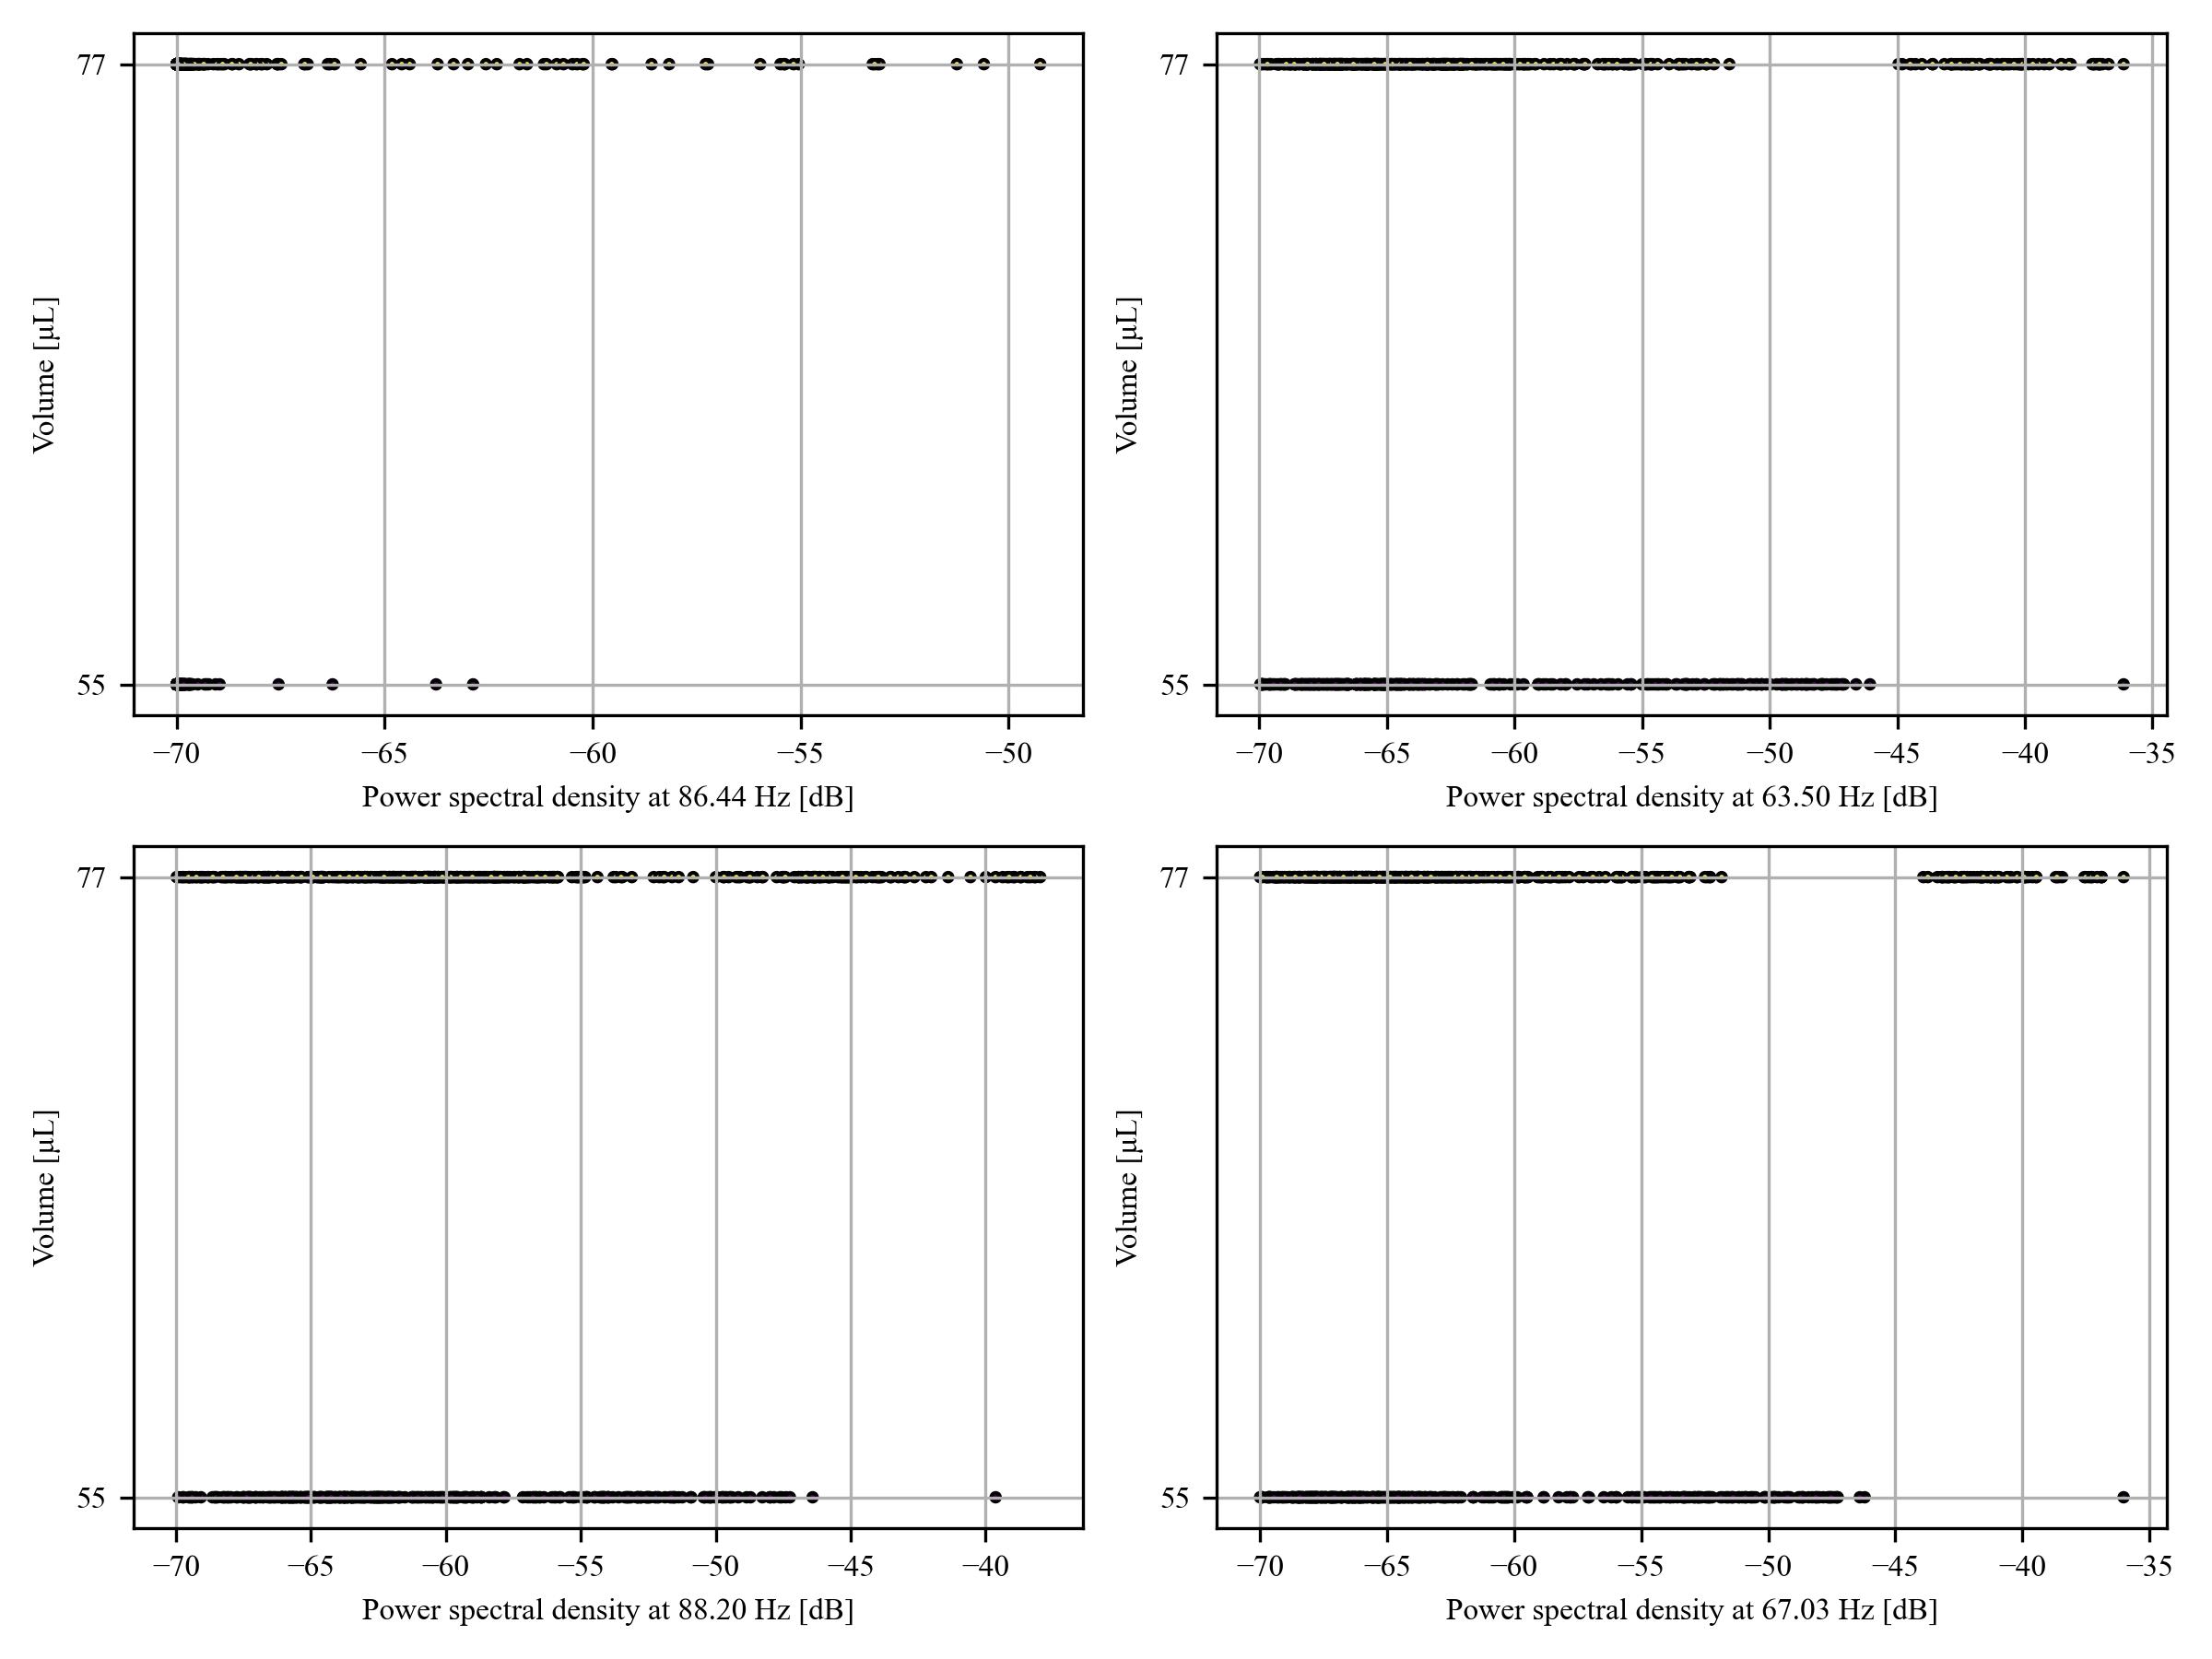 77
Volume [µL]
55
−70 −65 −60 −55 −50
Power spectral density at 86.44 Hz [dB]
77
Volume [µL]
55
−70 −65 −60 −55 −50 −45 −40 −35
Power spectral density at 63.50 Hz [dB]
77
Volume [µL]
55
−70 −65 −60 −55 −50 −45 −40
Power spectral density at 88.20 Hz [dB]
77
Volume [µL]
55
−70 −65 −60 −55 −50 −45 −40 −35
Power spectral density at 67.03 Hz [dB]